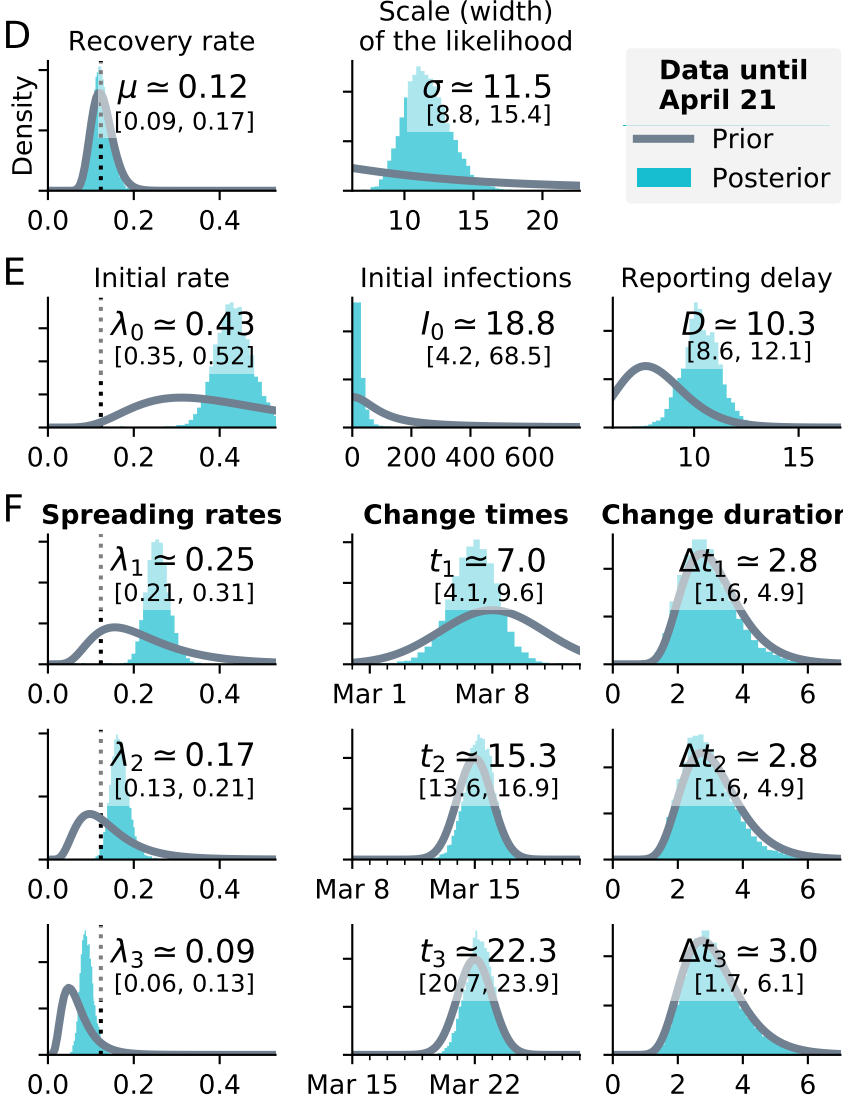 D
Recovery rate
Density
μ ≃ 0.12
[0.09, 0.17]
0.0 0.2 0.4
Scale (width)
of the likelihood
σ ≃ 11.5
[8.8, 15.4]
10 15 20
Data until
April 21
Prior
Posterior
E
Initial rate
λ0 ≃ 0.43
[0.35, 0.52]
0.0 0.2 0.4
Initial infections
I0 ≃ 18.8
[4.2, 68.5]
0 200 400 600
Reporting delay
D ≃ 10.3
[8.6, 12.1]
10 15
F
Spreading rates
Change times
Change duration
λ1 ≃ 0.25
[0.21, 0.31]
0.0 0.2 0.4
t1 ≃ 7.0
[4.1, 9.6]
Mar 1 Mar 8
Δt1 ≃ 2.8
[1.6, 4.9]
0 2 4 6
λ2 ≃ 0.17
[0.13, 0.21]
0.0 0.2 0.4
t2 ≃ 15.3
[13.6, 16.9]
Mar 8 Mar 15
Δt2 ≃ 2.8
[1.6, 4.9]
0 2 4 6
λ3 ≃ 0.09
[0.06, 0.13]
0.0 0.2 0.4
t3 ≃ 22.3
[20.7, 23.9]
Mar 15 Mar 22
Δt3 ≃ 3.0
[1.7, 6.1]
0 2 4 6